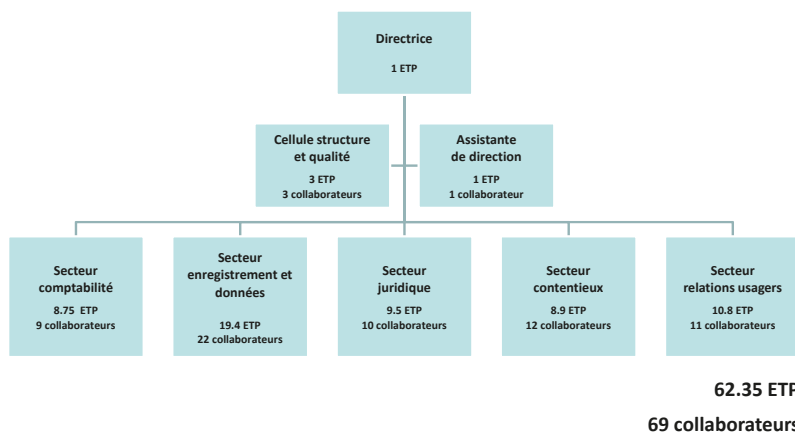 Directrice
1 ETP
Cellule structure
et qualité
3 ETP
3 collaborateurs
Assistante
de direction
1 ETP
1 collaborateur
Secteur
comptabilité
8.75 ETP
9 collaborateurs
Secteur
enregistrement et
données
19.4 ETP
22 collaborateurs
Secteur
juridique
9.5 ETP
10 collaborateurs
Secteur
contentieux
8.9 ETP
12 collaborateurs
Secteur
relations usagers
10.8 ETP
11 collaborateurs
62.35 ETP
69 collaborateurs